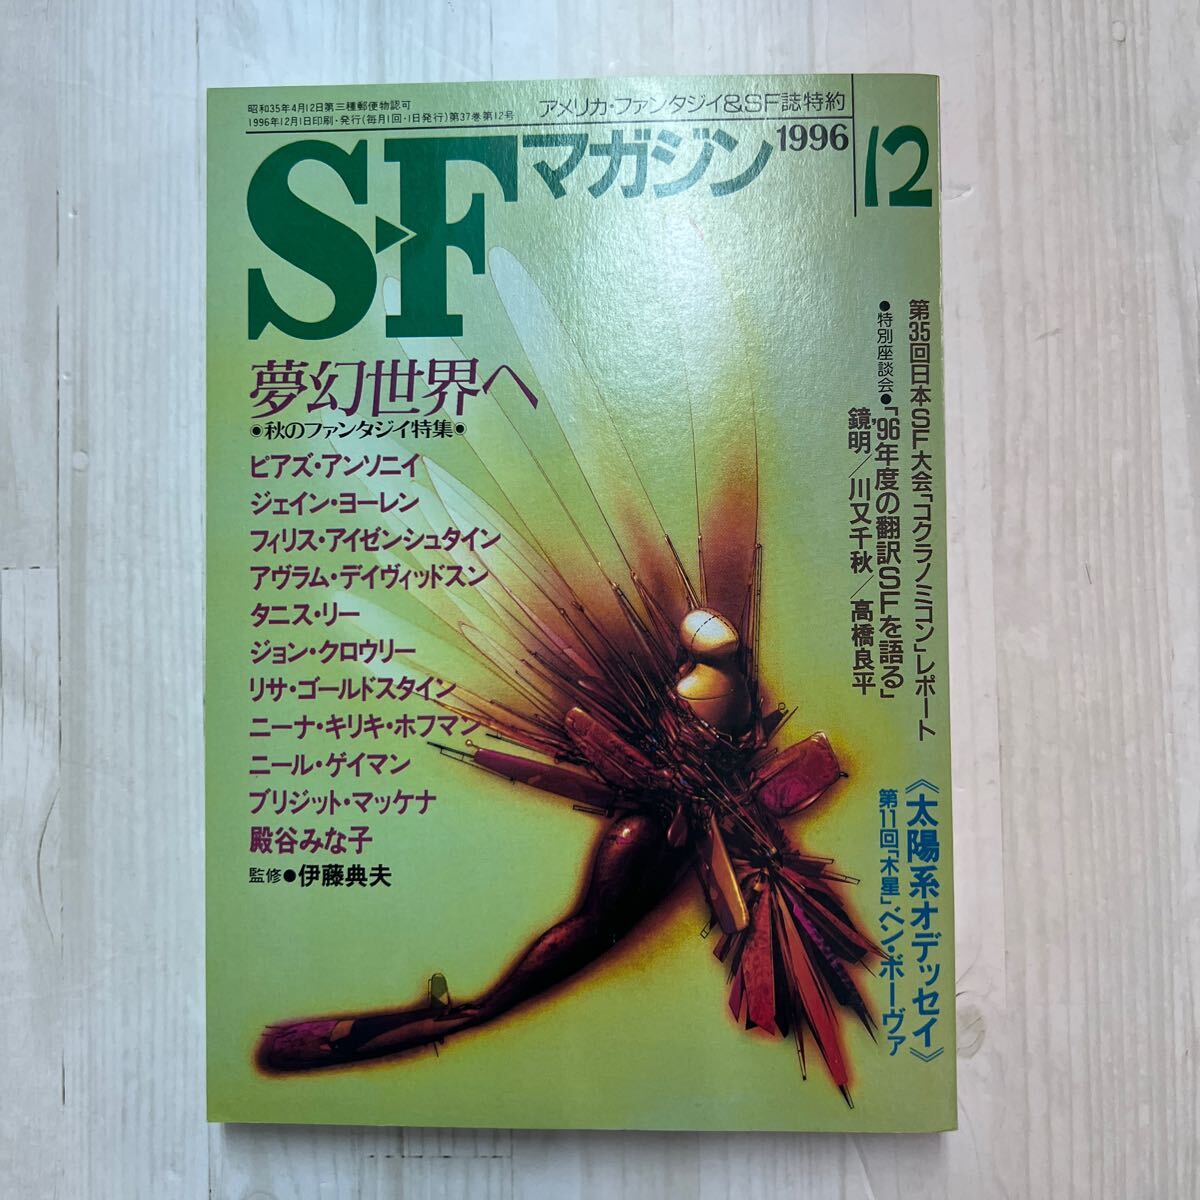 昭和35年4月12日第三種郵便物認可
1996年12月1日印刷・発行(毎月1回・1日発行)第37巻第12号
アメリカ・ファンタジイ&SF誌特約
SFマガジン
1996
12
夢幻世界へ
●秋のファンタジイ特集●
ピアズ・アンソニイ
ジェイン・ヨーレン
フィリス・アイゼンシュタイン
アヴラム・デイヴィッドスン
タニス・リー
ジョン・クロウリー
リサ・ゴールドスタイン
ニーナ・キリキ・ホフマン
ニール・ゲイマン
ブリジット・マッケナ
殿谷みな子
監修●伊藤典夫
第35回日本SF大会「コクラノミコン」レポート
●特別座談会●「'96年度の翻訳SFを語る」
鏡明/川又千秋/高橋良平
《太陽系オデッセイ》
第11回「木星」ベン・ボーヴァ